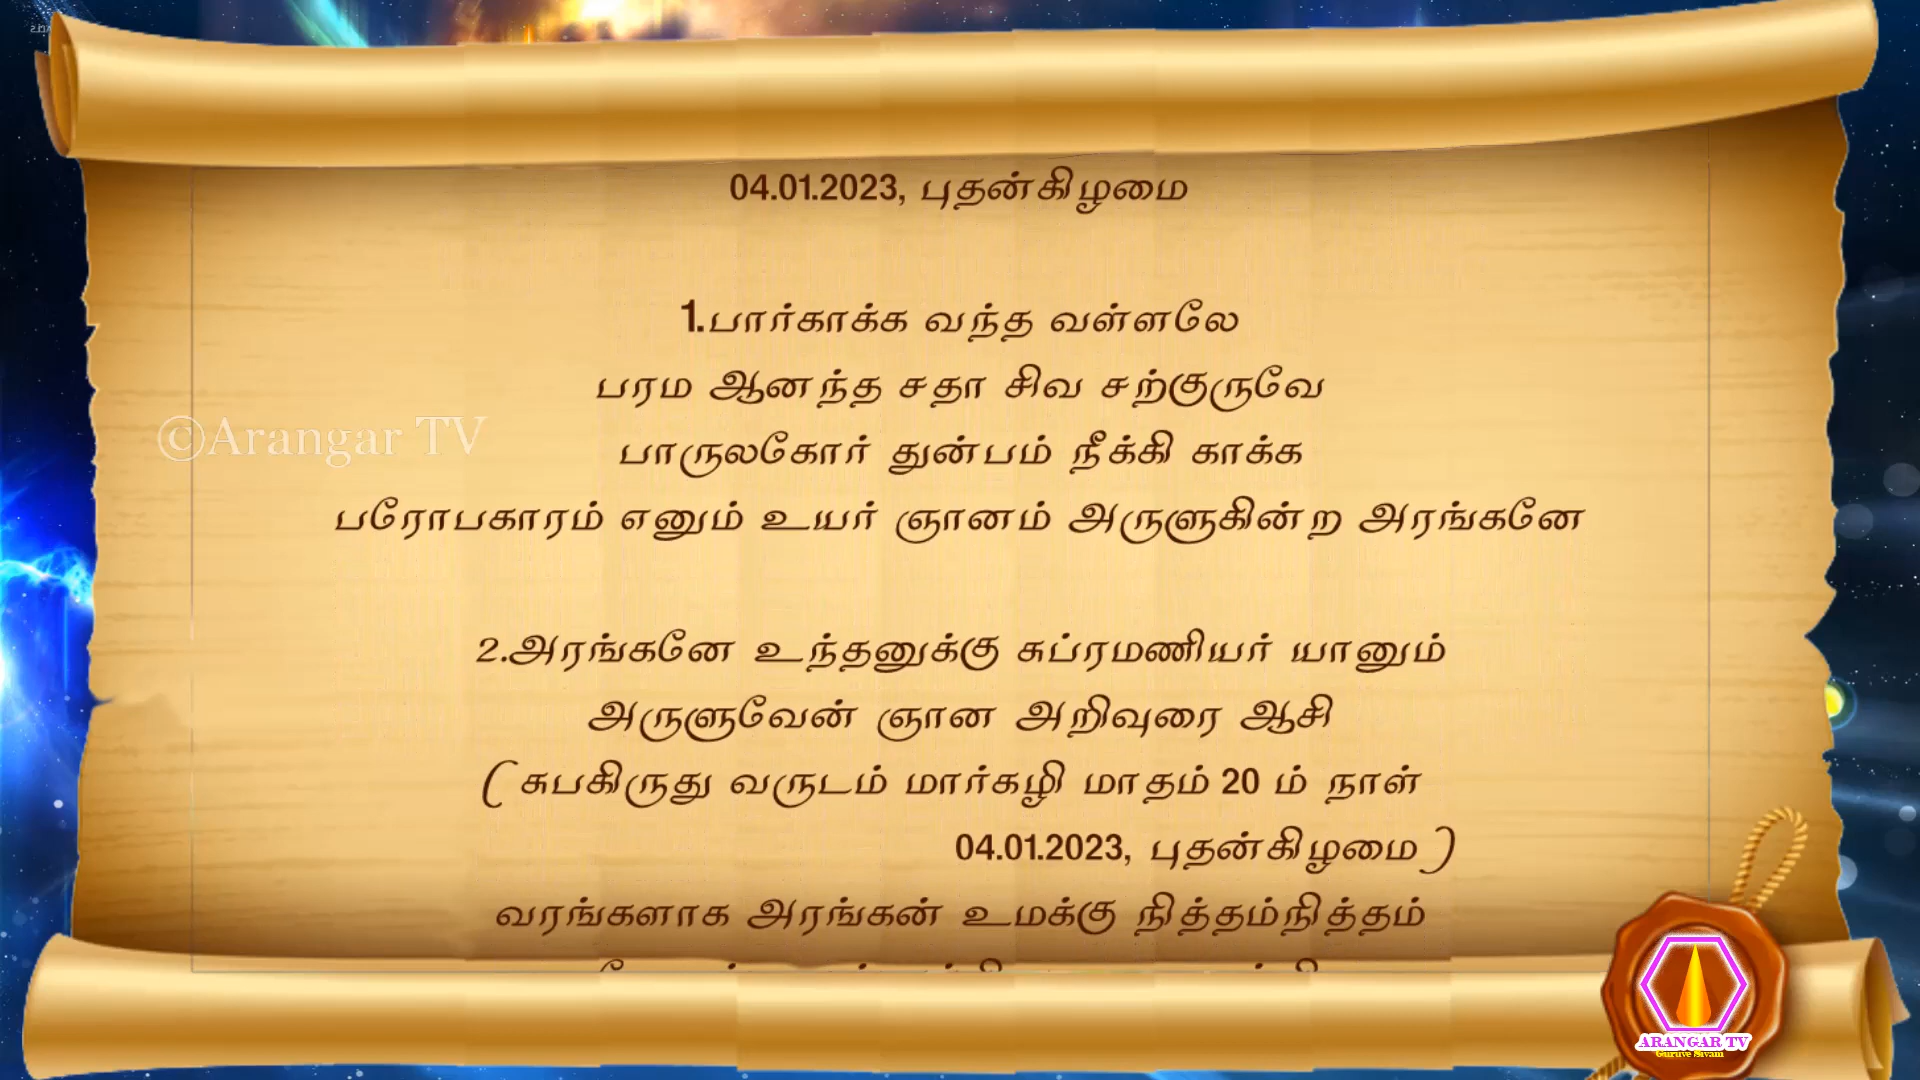 04.01.2023, புதன்கிழமை
1.பார்காக்க வந்த வள்ளலே
பரம ஆனந்த சதா சிவ சற்குருவே
©Arangar TV
பாருலகோர் துன்பம் நீக்கி காக்க
பரோபகாரம் எனும் உயர் ஞானம் அருளுகின்ற அரங்கனே
2.அரங்கனே உந்தனுக்கு சுப்ரமணியர் யானும்
அருளுவேன் ஞான அறிவுரை ஆசி
( சுபகிருது வருடம் மார்கழி மாதம் 20 ம் நாள்
04.01.2023, புதன்கிழமை )
வரங்களாக அரங்கன் உமக்கு நித்தம்நித்தம்
ARANGAR TV
Guruve Sivam